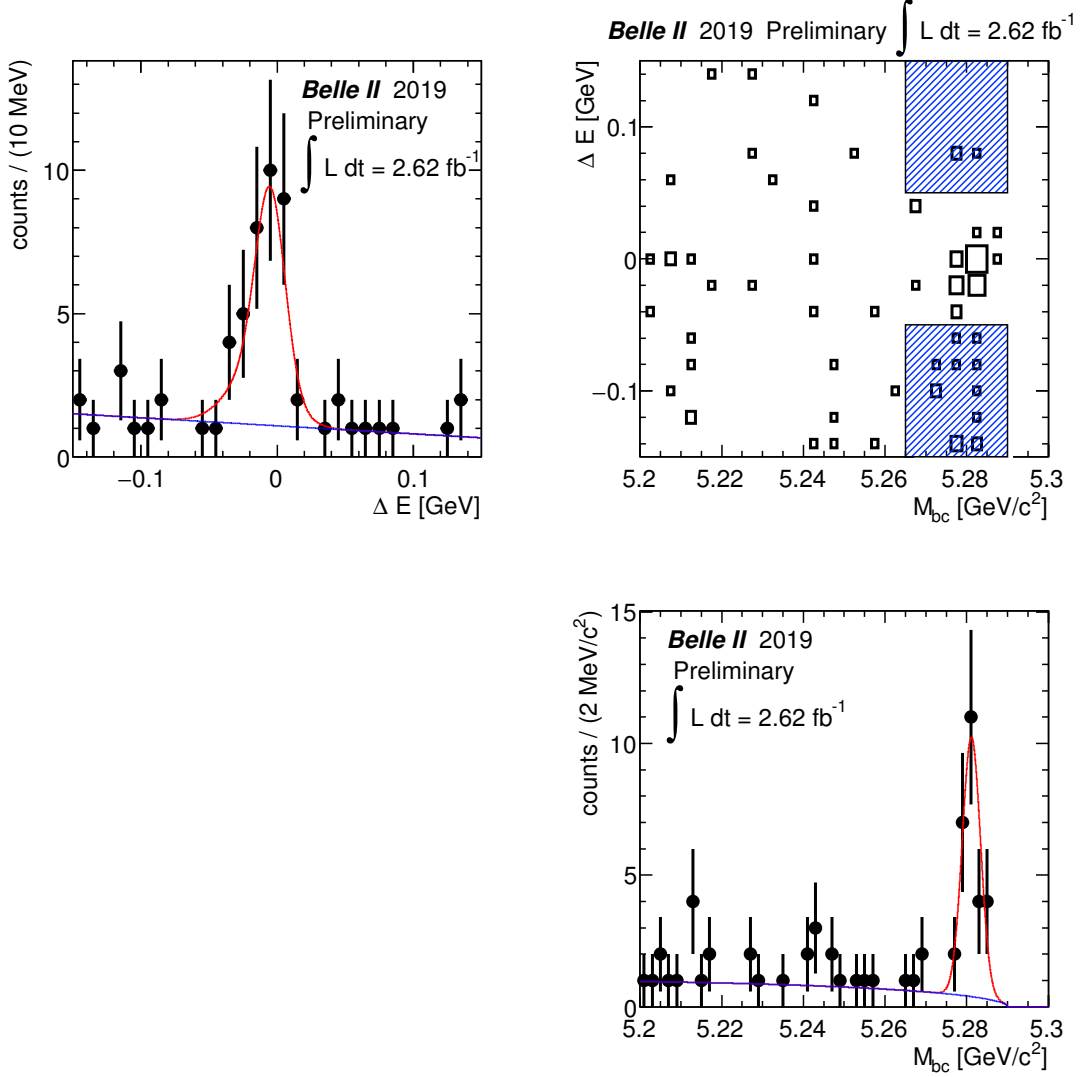 Belle II 2019 Preliminary ∫ L dt = 2.62 fb⁻¹
counts / (10 MeV)
Belle II 2019
Preliminary
∫ L dt = 2.62 fb⁻¹
10
5
0
−0.1 0 0.1
Δ E [GeV]
Δ E [GeV]
0.1
0
−0.1
5.2 5.22 5.24 5.26 5.28 5.3
M_bc [GeV/c²]
counts / (2 MeV/c²)
Belle II 2019
Preliminary
∫ L dt = 2.62 fb⁻¹
15
10
5
0
5.2 5.22 5.24 5.26 5.28 5.3
M_bc [GeV/c²]